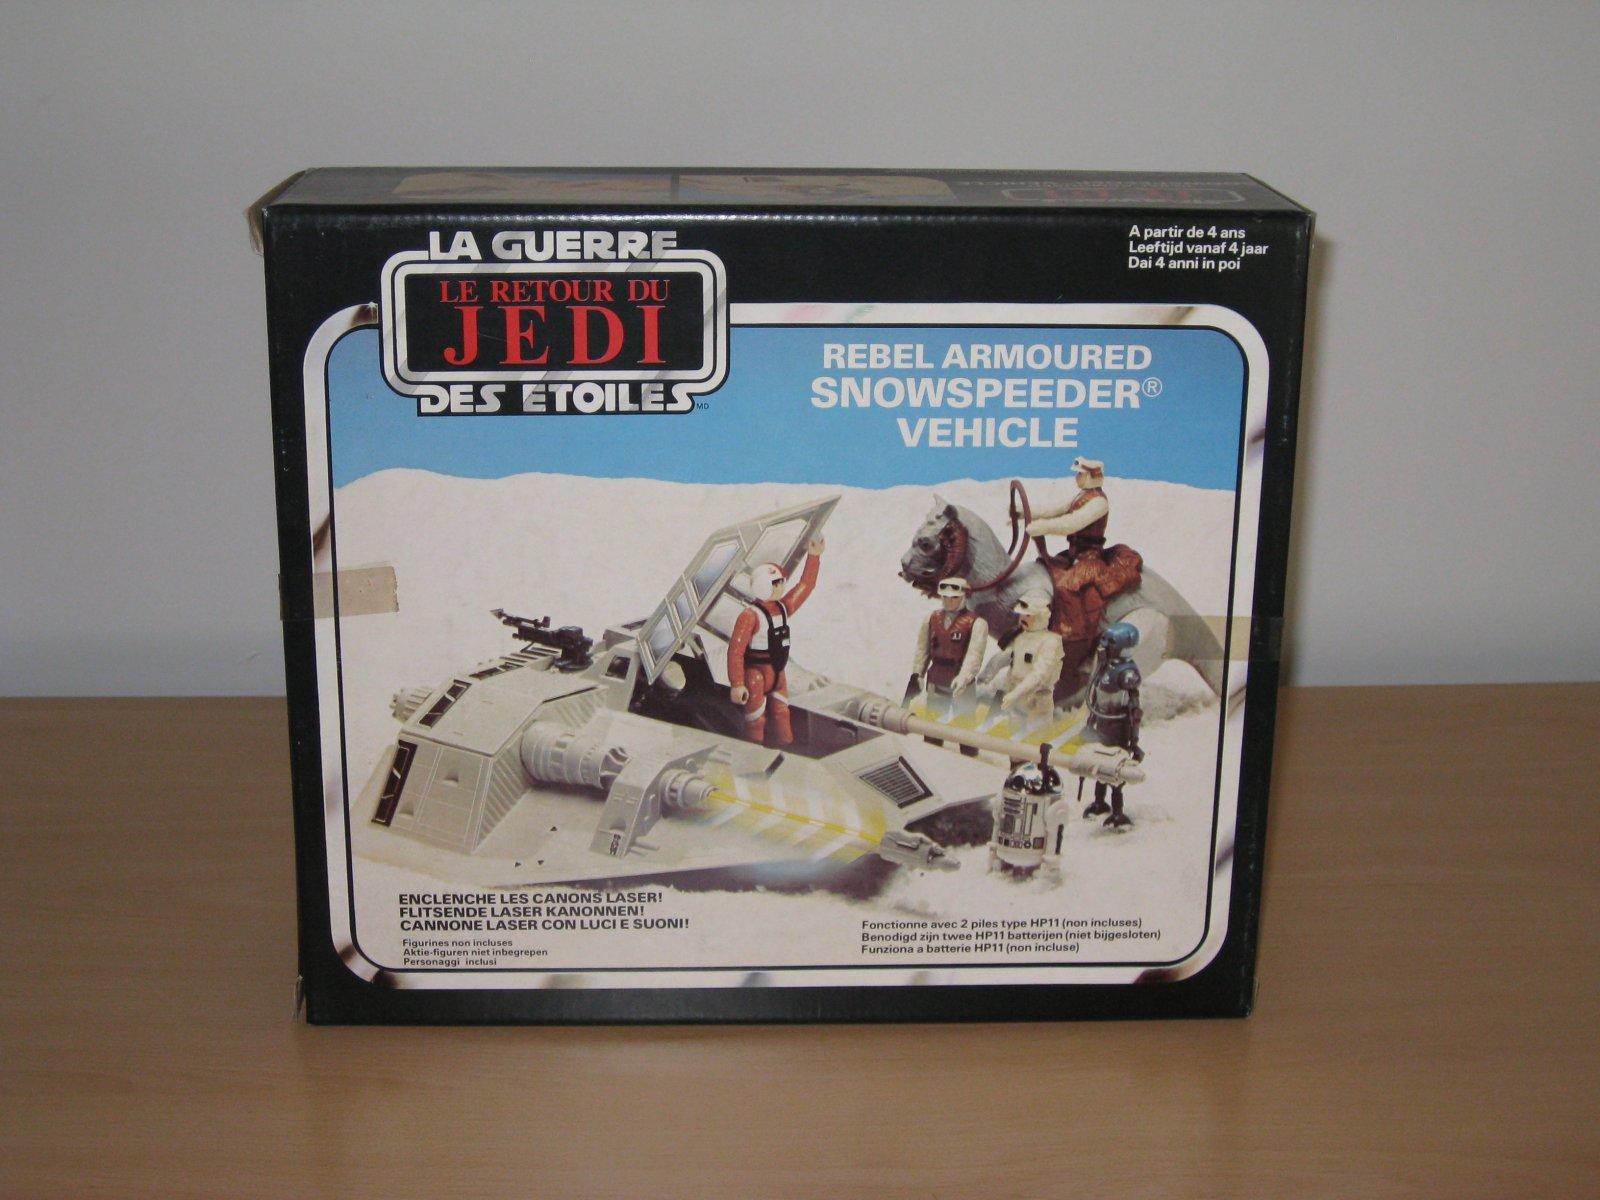 LA GUERRE
LE RETOUR DU
JEDI
DES ETOILES MD
A partir de 4 ans
Leeftijd vanaf 4 jaar
Dai 4 anni in poi
REBEL ARMOURED
SNOWSPEEDER®
VEHICLE
ENCLENCHE LES CANONS LASER!
FLITSENDE LASER KANONNEN!
CANNONE LASER CON LUCI E SUONI!
Figurines non incluses
Aktie-figuren niet inbegrepen
Personaggi inclusi
Fonctionne avec 2 piles type HP11 (non incluses)
Benodigd zijn twee HP11 batterijen (niet bijgesloten)
Funziona a batterie HP11 (non incluse)